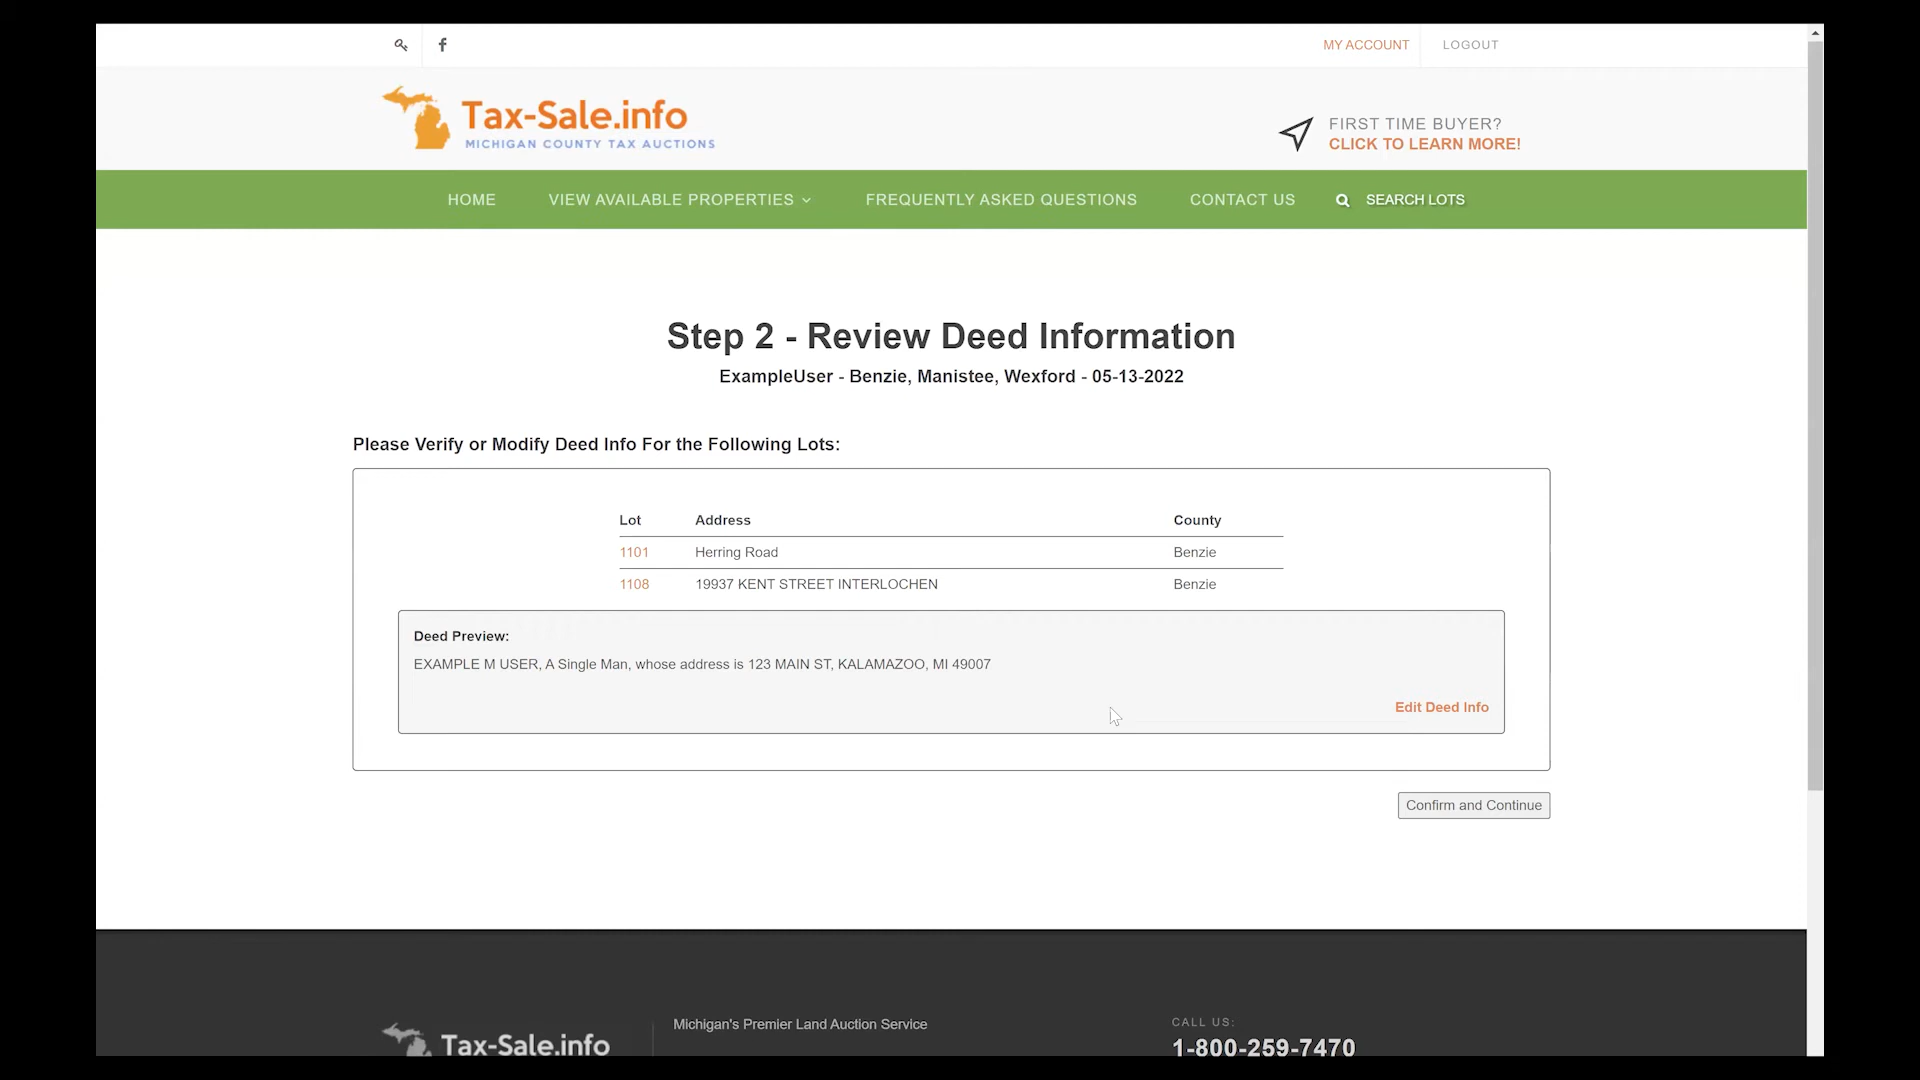 MY ACCOUNT
LOGOUT
Tax-Sale.info
MICHIGAN COUNTY TAX AUCTIONS
FIRST TIME BUYER?
CLICK TO LEARN MORE!
HOME
VIEW AVAILABLE PROPERTIES
FREQUENTLY ASKED QUESTIONS
CONTACT US
SEARCH LOTS
Step 2 - Review Deed Information
ExampleUser - Benzie, Manistee, Wexford - 05-13-2022
Please Verify or Modify Deed Info For the Following Lots:
Lot Address County
1101 Herring Road Benzie
1108 19937 KENT STREET INTERLOCHEN Benzie
Deed Preview:
EXAMPLE M USER, A Single Man, whose address is 123 MAIN ST, KALAMAZOO, MI 49007
Edit Deed Info
Confirm and Continue
Tax-Sale.info
Michigan's Premier Land Auction Service
CALL US:
1-800-259-7470